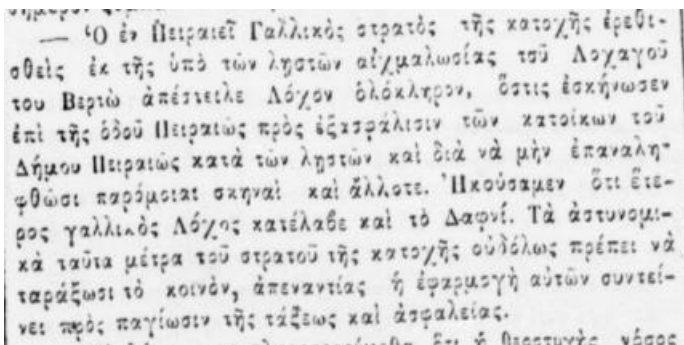 — Ὁ ἐν Πειραιεῖ Γαλλικὸς στρατὸς τῆς κατοχῆς ἐρεθι-
σθεὶς ἐκ τῆς ὑπὸ τῶν λῃστῶν αἰχμαλωσίας τοῦ Λοχαγοῦ
του Βερτὼ ἀπέστειλε Λόχον ὁλόκληρον, ὅστις ἐσκήνωσεν
ἐπὶ τῆς ὁδοῦ Πειραιῶς πρὸς ἐξασφάλισιν τῶν κατοίκων τοῦ
Δήμου Πειραιῶς κατὰ τῶν λῃστῶν καὶ διὰ νὰ μὴν ἐπαναλη-
φθῶσι παρόμοιαι σκηναὶ καὶ ἄλλοτε. Ἠκούσαμεν ὅτι ἕτε-
ρος γαλλικὸς Λόχος κατέλαβε καὶ τὸ Δαφνί. Τὰ ἀστυνομι-
κὰ ταῦτα μέτρα τοῦ στρατοῦ τῆς κατοχῆς οὐδόλως πρέπει νὰ
ταράξωσι τὸ κοινὸν, ἀπεναντίας ἡ ἐφαρμογὴ αὐτῶν συντεί-
νει πρὸς παγίωσιν τῆς τάξεως καὶ ἀσφαλείας.
ὅτι ἡ θερστυχὴς νόσος